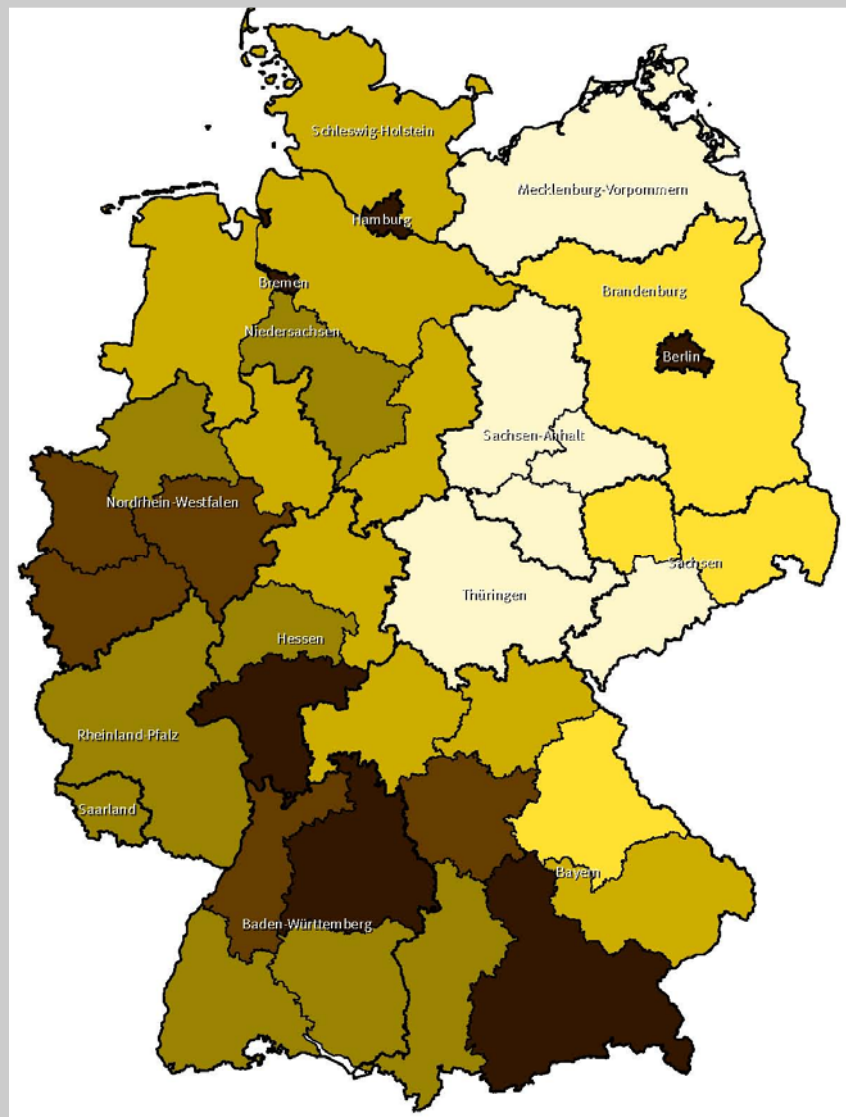 Schleswig-Holstein
Mecklenburg-Vorpommern
Hamburg
Bremen
Brandenburg
Niedersachsen
Berlin
Sachsen-Anhalt
Nordrhein-Westfalen
Sachsen
Thüringen
Hessen
Rheinland-Pfalz
Saarland
Bayern
Baden-Württemberg